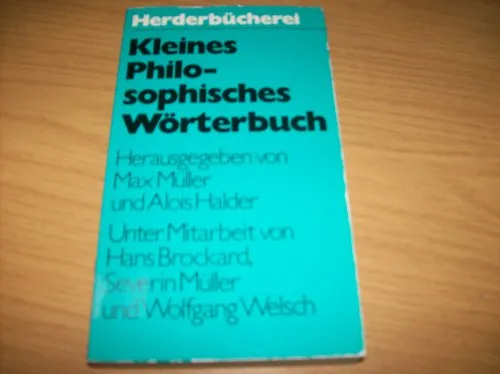 Herderbücherei
Kleines
Philo-
sophisches
Wörterbuch
Herausgegeben von
Max Müller
und Alois Halder
Unter Mitarbeit von
Hans Brockard,
Severin Müller
und Wolfgang Welsch